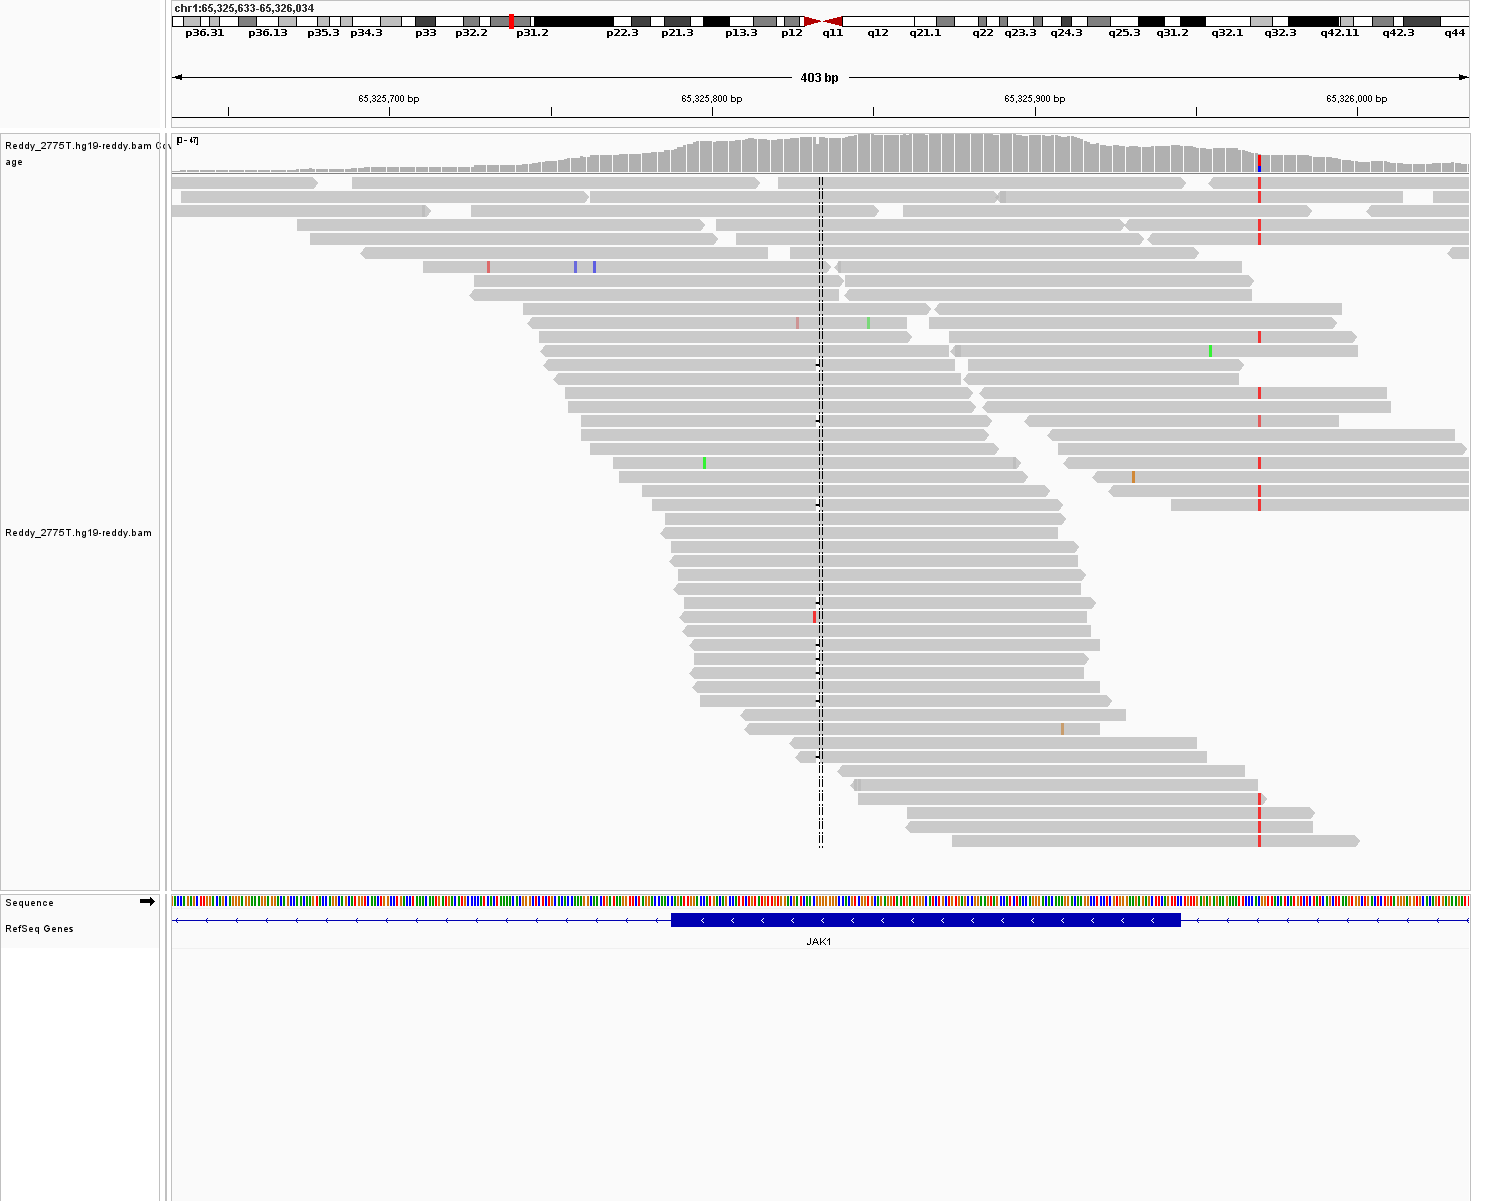 chr1:65,325,633-65,326,034
p36.31 p36.13 p35.3 p34.3 p33 p32.2 p31.2 p22.3 p21.3 p13.3 p12 q11 q12 q21.1 q22 q23.3 q24.3 q25.3 q31.2 q32.1 q32.3 q42.11 q42.3 q44
403 bp
65,325,700 bp 65,325,800 bp 65,325,900 bp 65,326,000 bp
[0 - 47]
Reddy_2775T.hg19-reddy.bam Cov
age
Reddy_2775T.hg19-reddy.bam
Sequence
RefSeq Genes
JAK1